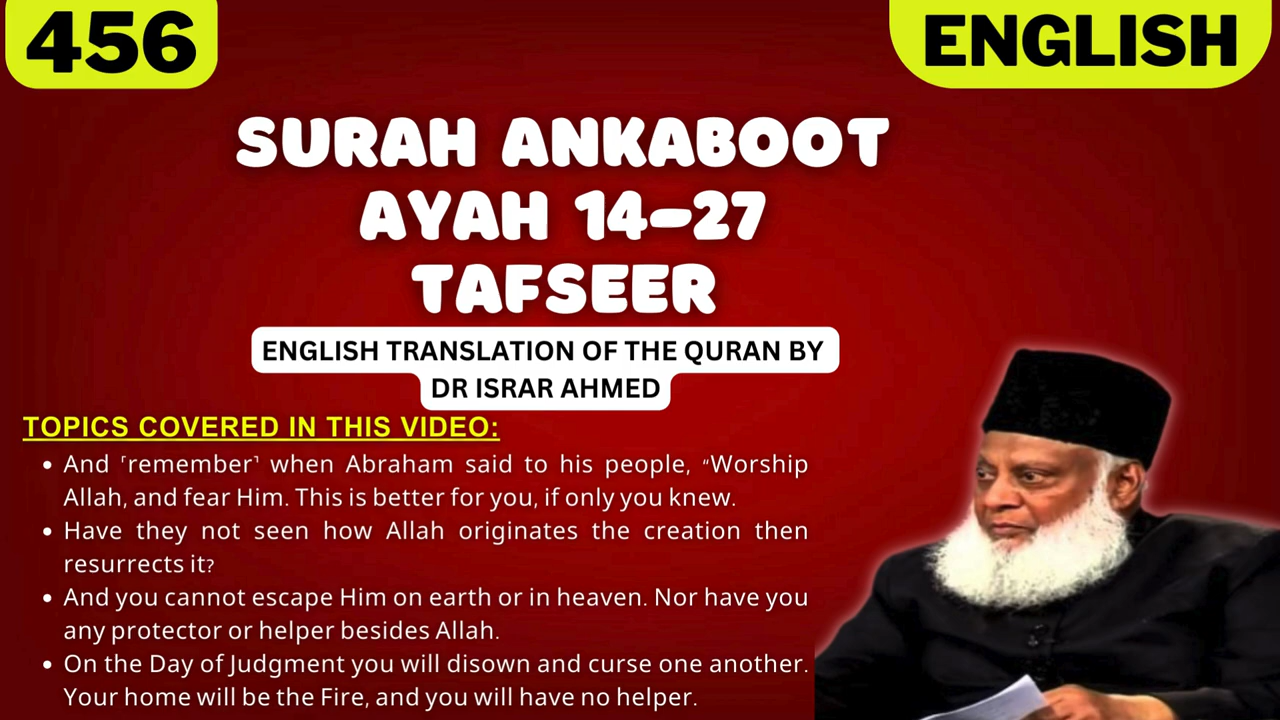 456
ENGLISH
SURAH ANKABOOT
AYAH 14-27
TAFSEER
ENGLISH TRANSLATION OF THE QURAN BY
DR ISRAR AHMED
TOPICS COVERED IN THIS VIDEO:
• And ˹remember˺ when Abraham said to his people, “Worship
Allah, and fear Him. This is better for you, if only you knew.
• Have they not seen how Allah originates the creation then
resurrects it?
• And you cannot escape Him on earth or in heaven. Nor have you
any protector or helper besides Allah.
• On the Day of Judgment you will disown and curse one another.
Your home will be the Fire, and you will have no helper.